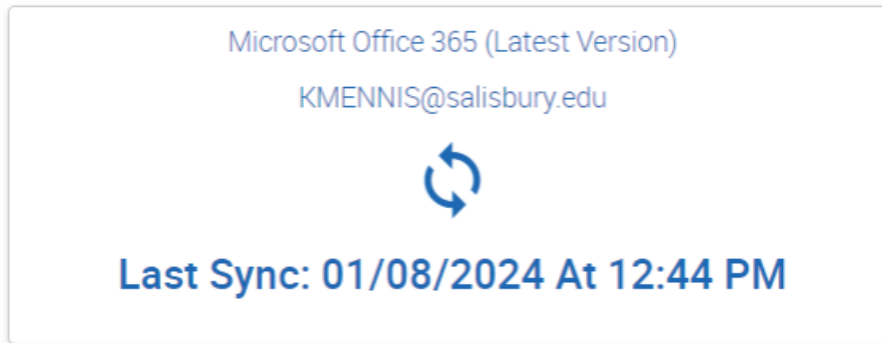 Microsoft Office 365 (Latest Version)
KMENNIS@salisbury.edu
Last Sync: 01/08/2024 At 12:44 PM